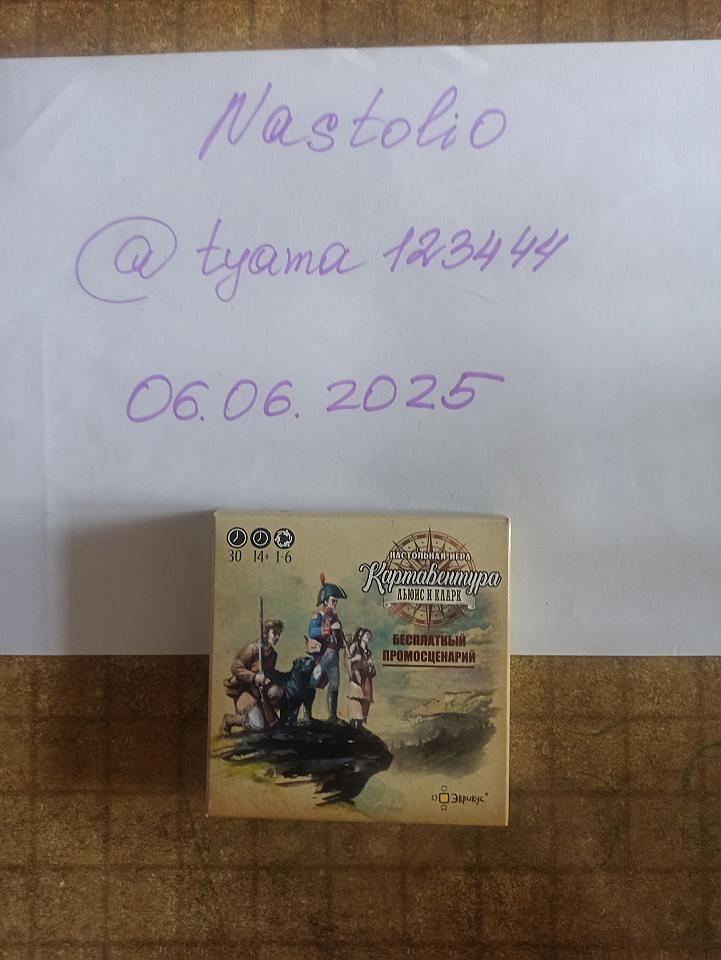 Nastolio
@tyama 123444
06.06.2025
30 14+ 1-6
НАСТОЛЬНАЯ ИГРА
Картавентура
ЛЬЮИС И КЛАРК
БЕСПЛАТНЫЙ
ПРОМОСЦЕНАРИЙ
Эврикус®